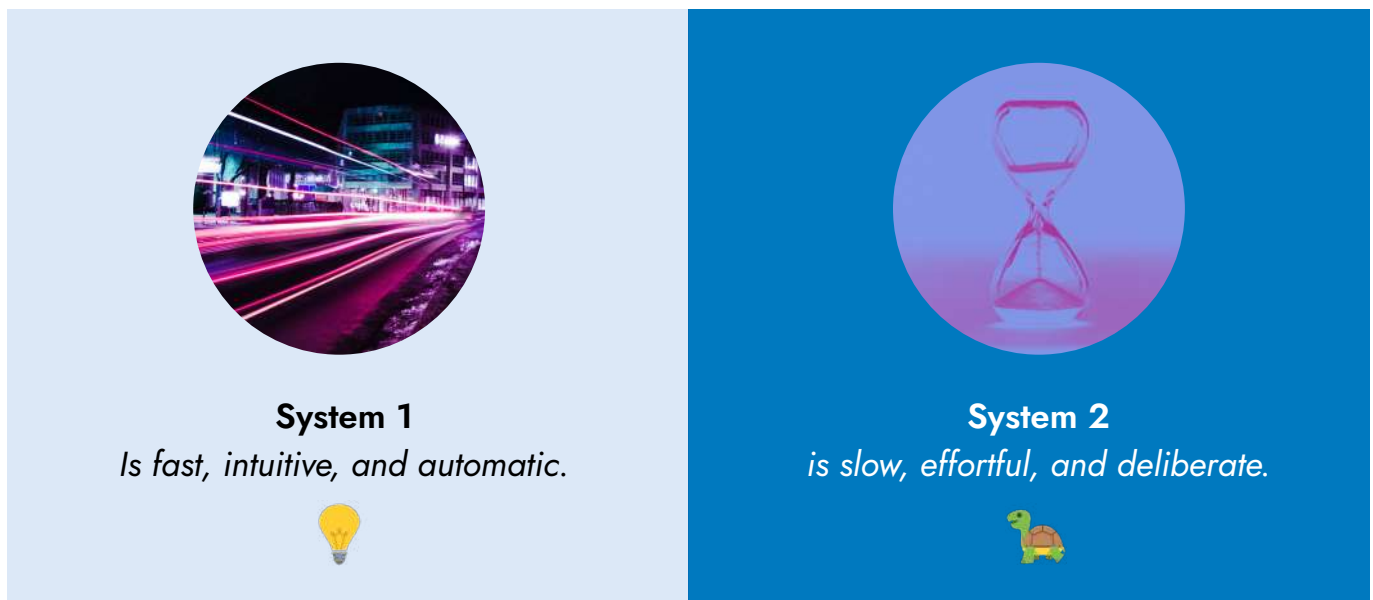 System 1
Is fast, intuitive, and automatic.
System 2
is slow, effortful, and deliberate.